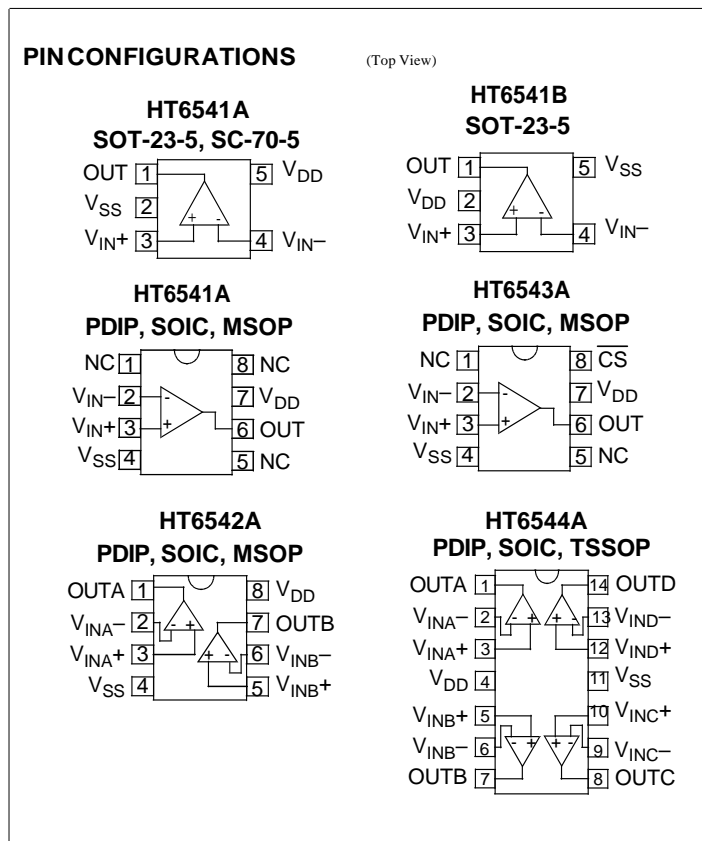 PIN CONFIGURATIONS (Top View)
HT6541A
SOT-23-5, SC-70-5
OUT 1 5 VDD
VSS 2
+ -
VIN+ 3 4 VIN–
HT6541B
SOT-23-5
OUT 1 5 VSS
VDD 2
+ -
VIN+ 3 4 VIN–
HT6541A
PDIP, SOIC, MSOP
NC 1 8 NC
VIN– 2 - 7 VDD
VIN+ 3 + 6 OUT
VSS 4 5 NC
HT6543A
PDIP, SOIC, MSOP
NC 1 8 CS
VIN– 2 - 7 VDD
VIN+ 3 + 6 OUT
VSS 4 5 NC
HT6542A
PDIP, SOIC, MSOP
OUTA 1 8 VDD
VINA– 2 - + 7 OUTB
VINA+ 3 + - 6 VINB–
VSS 4 5 VINB+
HT6544A
PDIP, SOIC, TSSOP
OUTA 1 14 OUTD
VINA– 2 - + + - 13 VIND–
VINA+ 3 12 VIND+
VDD 4 11 VSS
VINB+ 5 10 VINC+
VINB– 6 - + + - 9 VINC–
OUTB 7 8 OUTC